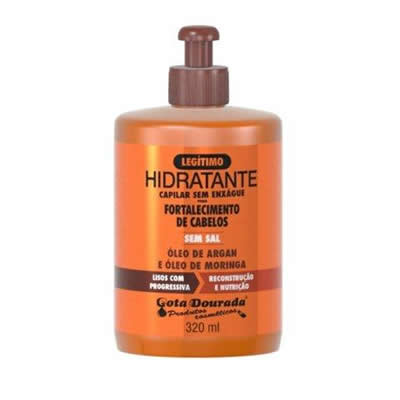 LEGÍTIMO
HIDRATANTE
CAPILAR SEM ENXÁGUE
PARA
FORTALECIMENTO
DE CABELOS
SEM SAL
ÓLEO DE ARGAN
E ÓLEO DE MORINGA
LISOS COM
PROGRESSIVA
RECONSTRUÇÃO
E NUTRIÇÃO
Gota Dourada
Produtos
cosméticos
320 ml